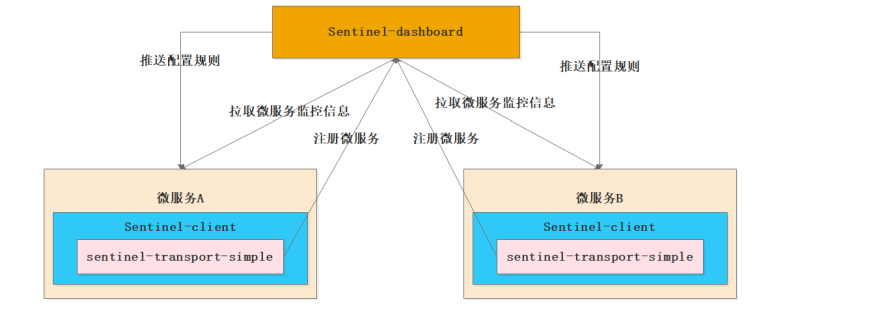 Sentinel-dashboard
推送配置规则
推送配置规则
拉取微服务监控信息
拉取微服务监控信息
注册微服务
注册微服务
微服务A
Sentinel-client
sentinel-transport-simple
微服务B
Sentinel-client
sentinel-transport-simple